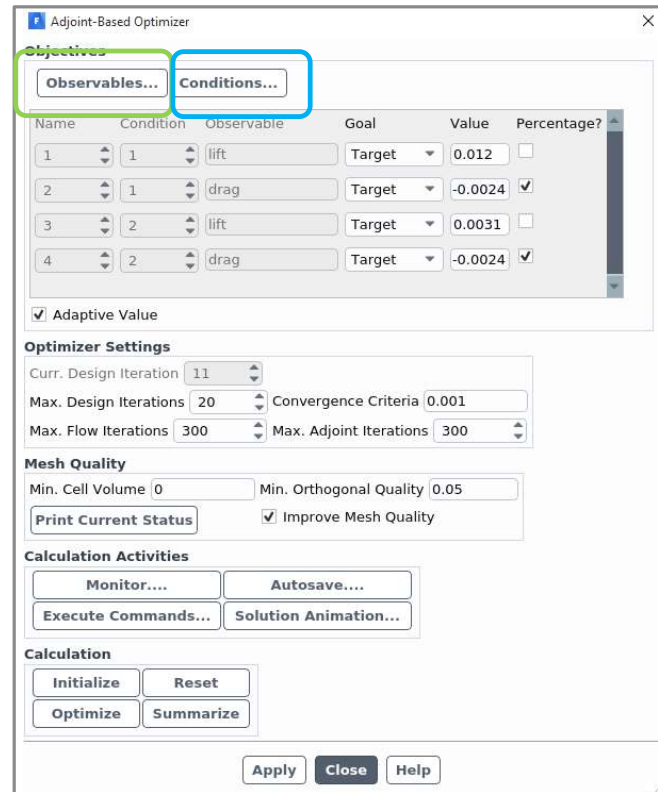 Adjoint-Based Optimizer
Objectives
Observables... Conditions...
Name Condition Observable Goal Value Percentage?
1 1 lift Target 0.012
2 1 drag Target -0.0024
3 2 lift Target 0.0031
4 2 drag Target -0.0024
Adaptive Value
Optimizer Settings
Curr. Design Iteration 11
Max. Design Iterations 20 Convergence Criteria 0.001
Max. Flow Iterations 300 Max. Adjoint Iterations 300
Mesh Quality
Min. Cell Volume 0 Min. Orthogonal Quality 0.05
Print Current Status Improve Mesh Quality
Calculation Activities
Monitor.... Autosave....
Execute Commands... Solution Animation...
Calculation
Initialize Reset
Optimize Summarize
Apply Close Help